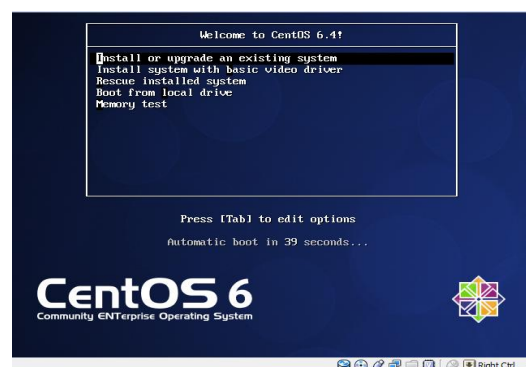 Welcome to CentOS 6.4!
Install or upgrade an existing system
Install system with basic video driver
Rescue installed system
Boot from local drive
Memory test
Press [Tab] to edit options
Automatic boot in 39 seconds...
CentOS 6
Community ENTerprise Operating System
Right Ctrl